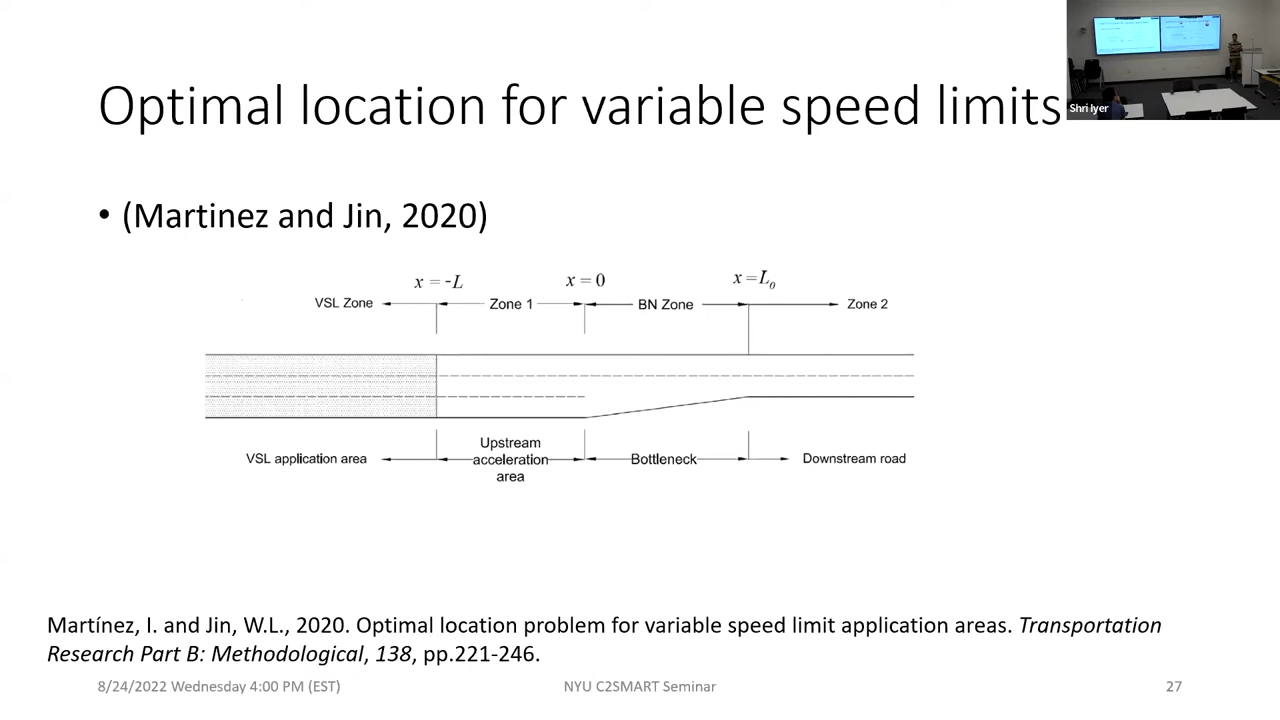 Optimal location for variable speed limits
Shri Iyer
• (Martinez and Jin, 2020)
x = -L
x = 0
x = L₀
VSL Zone
Zone 1
BN Zone
Zone 2
VSL application area
Upstream
acceleration
area
Bottleneck
Downstream road
Martínez, I. and Jin, W.L., 2020. Optimal location problem for variable speed limit application areas. Transportation
Research Part B: Methodological, 138, pp.221-246.
8/24/2022 Wednesday 4:00 PM (EST)
NYU C2SMART Seminar
27